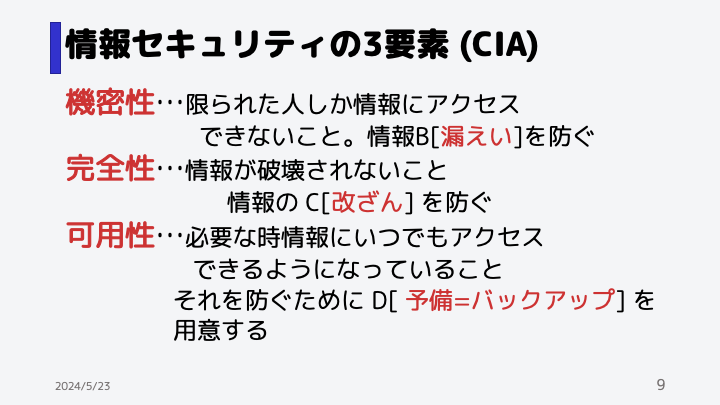 情報セキュリティの3要素 (CIA)
機密性…限られた人しか情報にアクセス
できないこと。情報B[漏えい]を防ぐ
完全性…情報が破壊されないこと
情報の C[改ざん] を防ぐ
可用性…必要な時情報にいつでもアクセス
できるようになっていること
それを防ぐために D[ 予備=バックアップ] を
用意する
2024/5/23
9